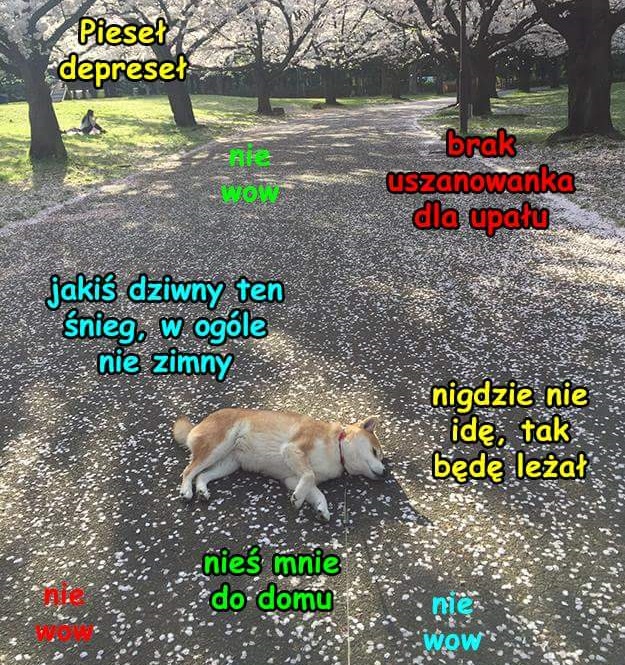 Pieseł
depreseł
nie
wow
brak
uszanowanka
dla upału
jakiś dziwny ten
śnieg, w ogóle
nie zimny
nigdzie nie
idę, tak
będę leżał
nieś mnie
do domu
nie
wow
nie
wow